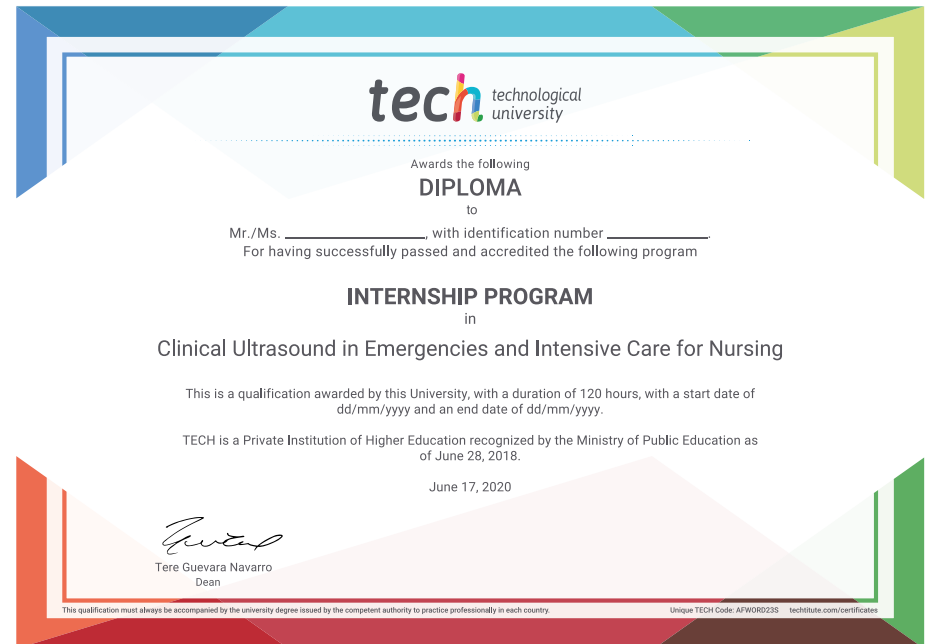 tech technological
university
Awards the following
DIPLOMA
to
Mr./Ms. ____________________, with identification number ______________.
For having successfully passed and accredited the following program
INTERNSHIP PROGRAM
in
Clinical Ultrasound in Emergencies and Intensive Care for Nursing
This is a qualification awarded by this University, with a duration of 120 hours, with a start date of
dd/mm/yyyy and an end date of dd/mm/yyyy.
TECH is a Private Institution of Higher Education recognized by the Ministry of Public Education as
of June 28, 2018.
June 17, 2020
Tere Guevara Navarro
Dean
This qualification must always be accompanied by the university degree issued by the competent authority to practice professionally in each country.
Unique TECH Code: AFWORD23S techtitute.com/certificates